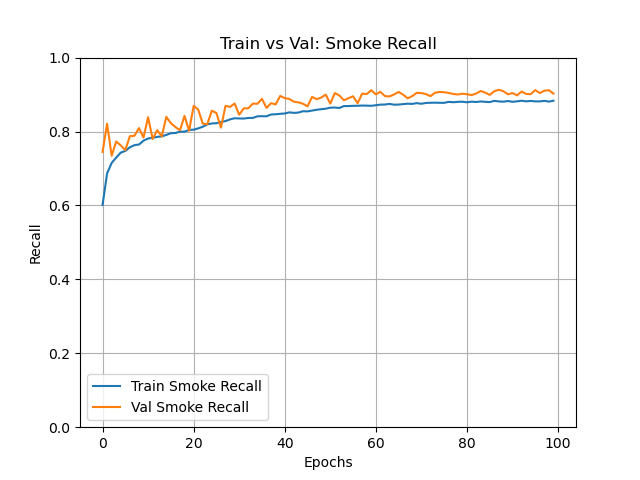 Train vs Val: Smoke Recall
Recall
1.0
0.8
0.6
0.4
0.2
0.0
Train Smoke Recall
Val Smoke Recall
0 20 40 60 80 100
Epochs